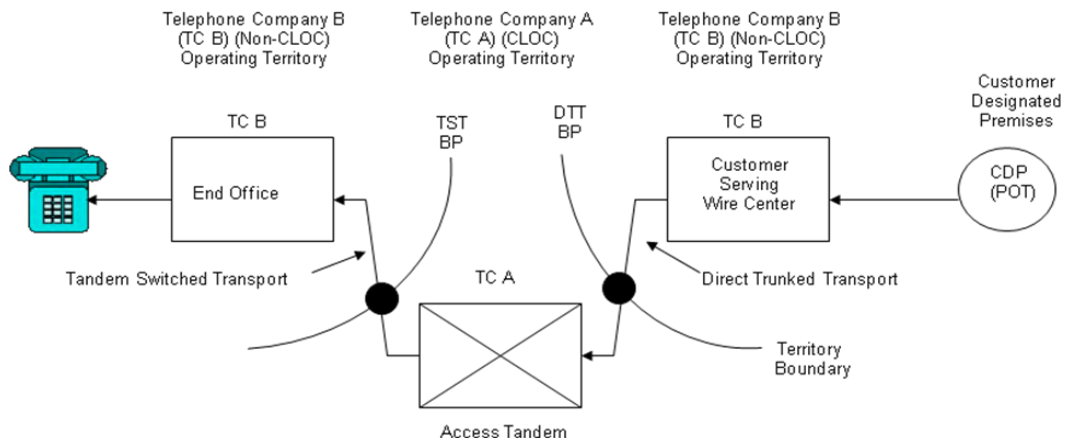 Telephone Company B
(TC B) (Non-CLOC)
Operating Territory
Telephone Company A
(TC A) (CLOC)
Operating Territory
Telephone Company B
(TC B) (Non-CLOC)
Operating Territory
Customer
Designated
Premises
TC B
TST
BP
DTT
BP
TC B
End Office
Customer
Serving
Wire Center
CDP
(POT)
Tandem Switched Transport
TC A
Direct Trunked Transport
Territory
Boundary
Access Tandem